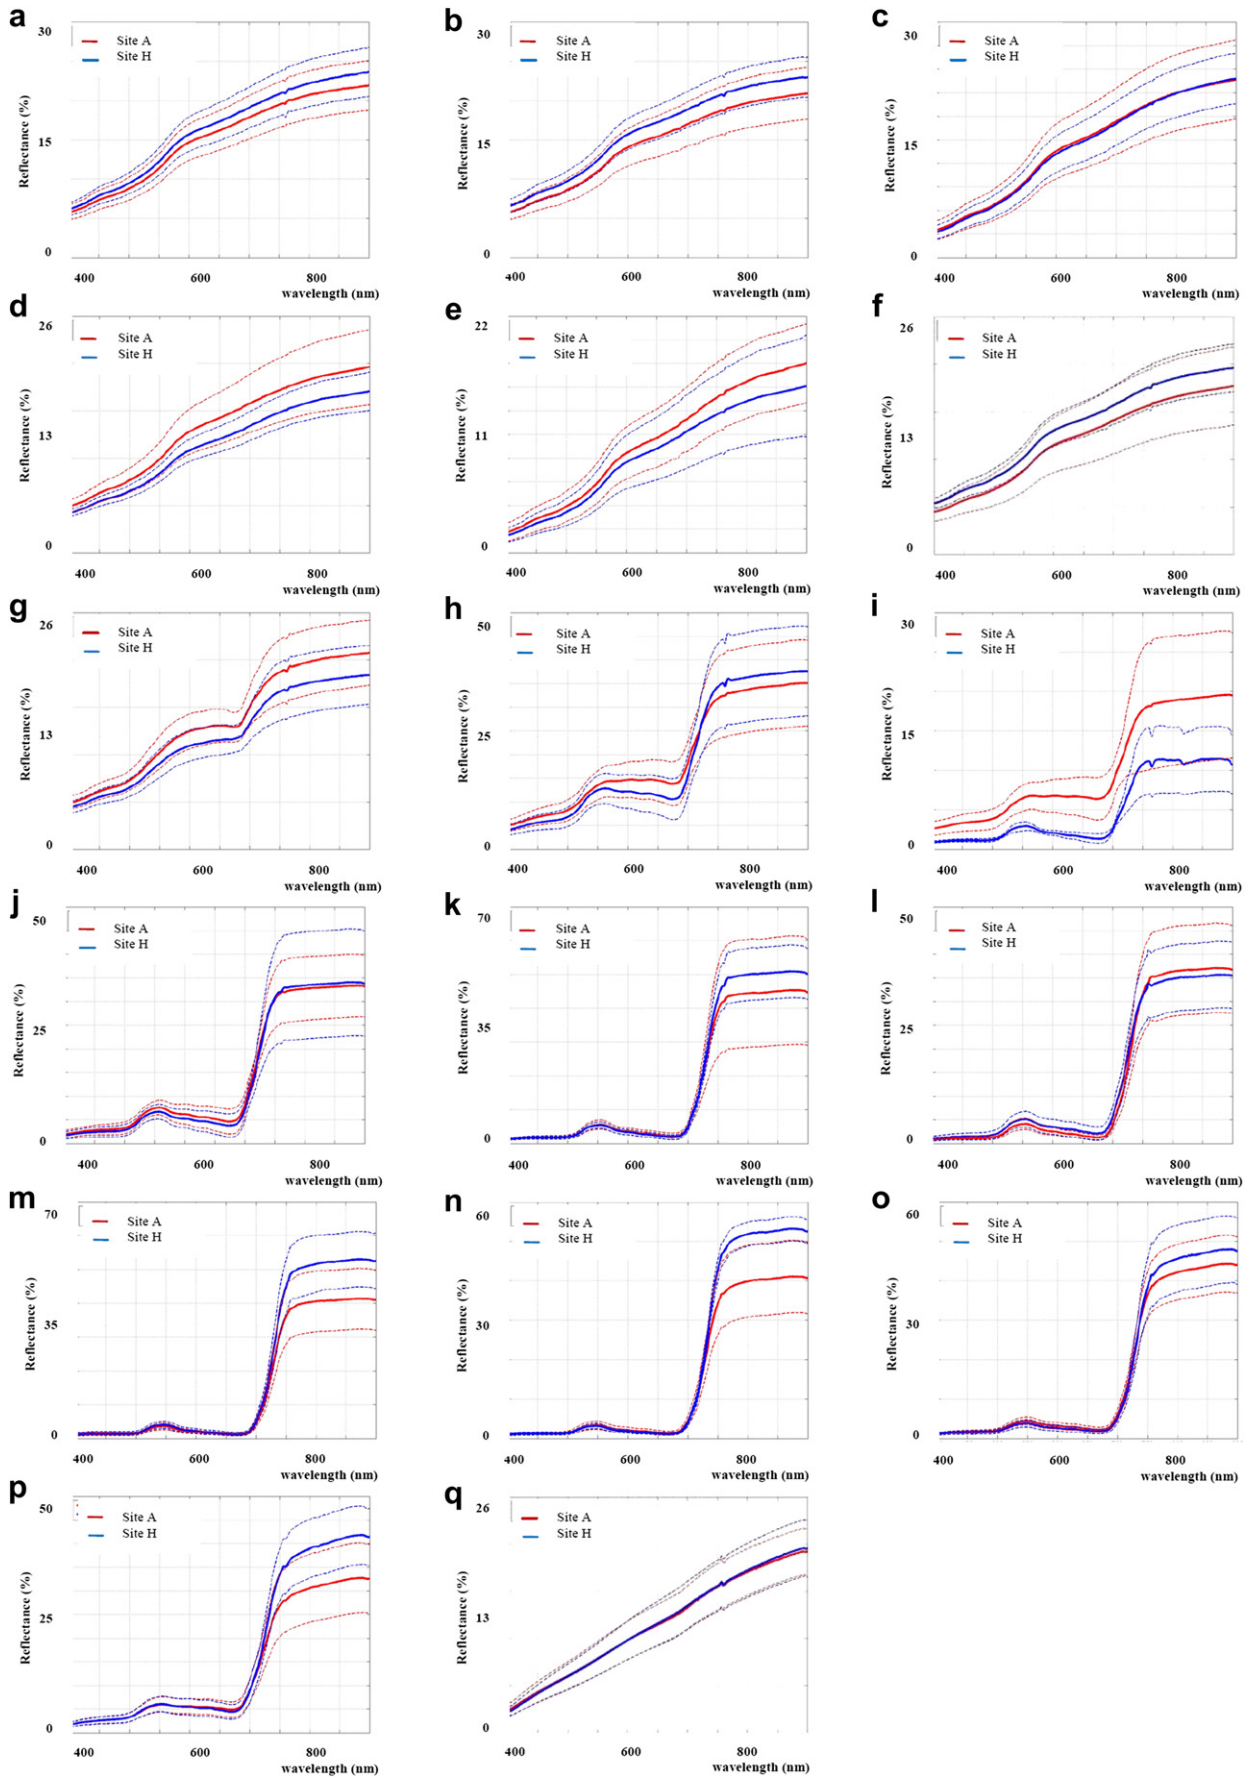 a
30
Site A
Site H
Reflectance (%)
15
0
400 600 800
wavelength (nm)
b
30
Site A
Site H
Reflectance (%)
15
0
400 600 800
wavelength (nm)
c
30
Site A
Site H
Reflectance (%)
15
0
400 600 800
wavelength (nm)
d
26
Site A
Site H
Reflectance (%)
13
0
400 600 800
wavelength (nm)
e
22
Site A
Site H
Reflectance (%)
11
0
400 600 800
wavelength (nm)
f
26
Site A
Site H
Reflectance (%)
13
0
400 600 800
wavelength (nm)
g
26
Site A
Site H
Reflectance (%)
13
0
400 600 800
wavelength (nm)
h
50
Site A
Site H
Reflectance (%)
25
0
400 600 800
wavelength (nm)
i
30
Site A
Site H
Reflectance (%)
15
0
400 600 800
wavelength (nm)
j
50
Site A
Site H
Reflectance (%)
25
0
400 600 800
wavelength (nm)
k
70
Site A
Site H
Reflectance (%)
35
0
400 600 800
wavelength (nm)
l
50
Site A
Site H
Reflectance (%)
25
0
400 600 800
wavelength (nm)
m
70
Site A
Site H
Reflectance (%)
35
0
400 600 800
wavelength (nm)
n
60
Site A
Site H
Reflectance (%)
30
0
400 600 800
wavelength (nm)
o
60
Site A
Site H
Reflectance (%)
30
0
400 600 800
wavelength (nm)
p
50
Site A
Site H
Reflectance (%)
25
0
400 600 800
wavelength (nm)
q
26
Site A
Site H
Reflectance (%)
13
0
400 600 800
wavelength (nm)